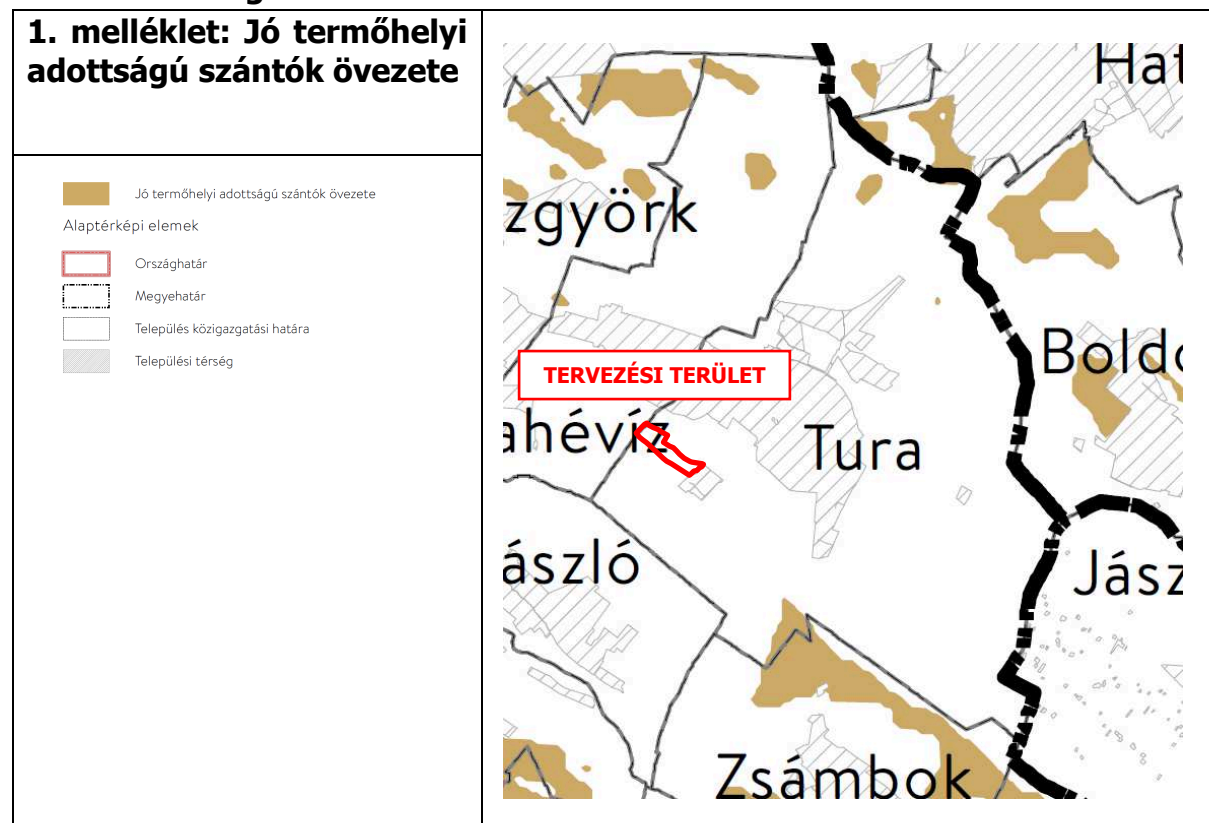 1. melléklet: Jó termőhelyi
adottságú szántók övezete
Jó termőhelyi adottságú szántók övezete
Alaptérképi elemek
Országhatár
Megyehatár
Település közigazgatási határa
Települési térség
Hat
zgyörk
Boldo
TERVEZÉSI TERÜLET
ahévíz
Tura
ászló
Jász
Zsámbok